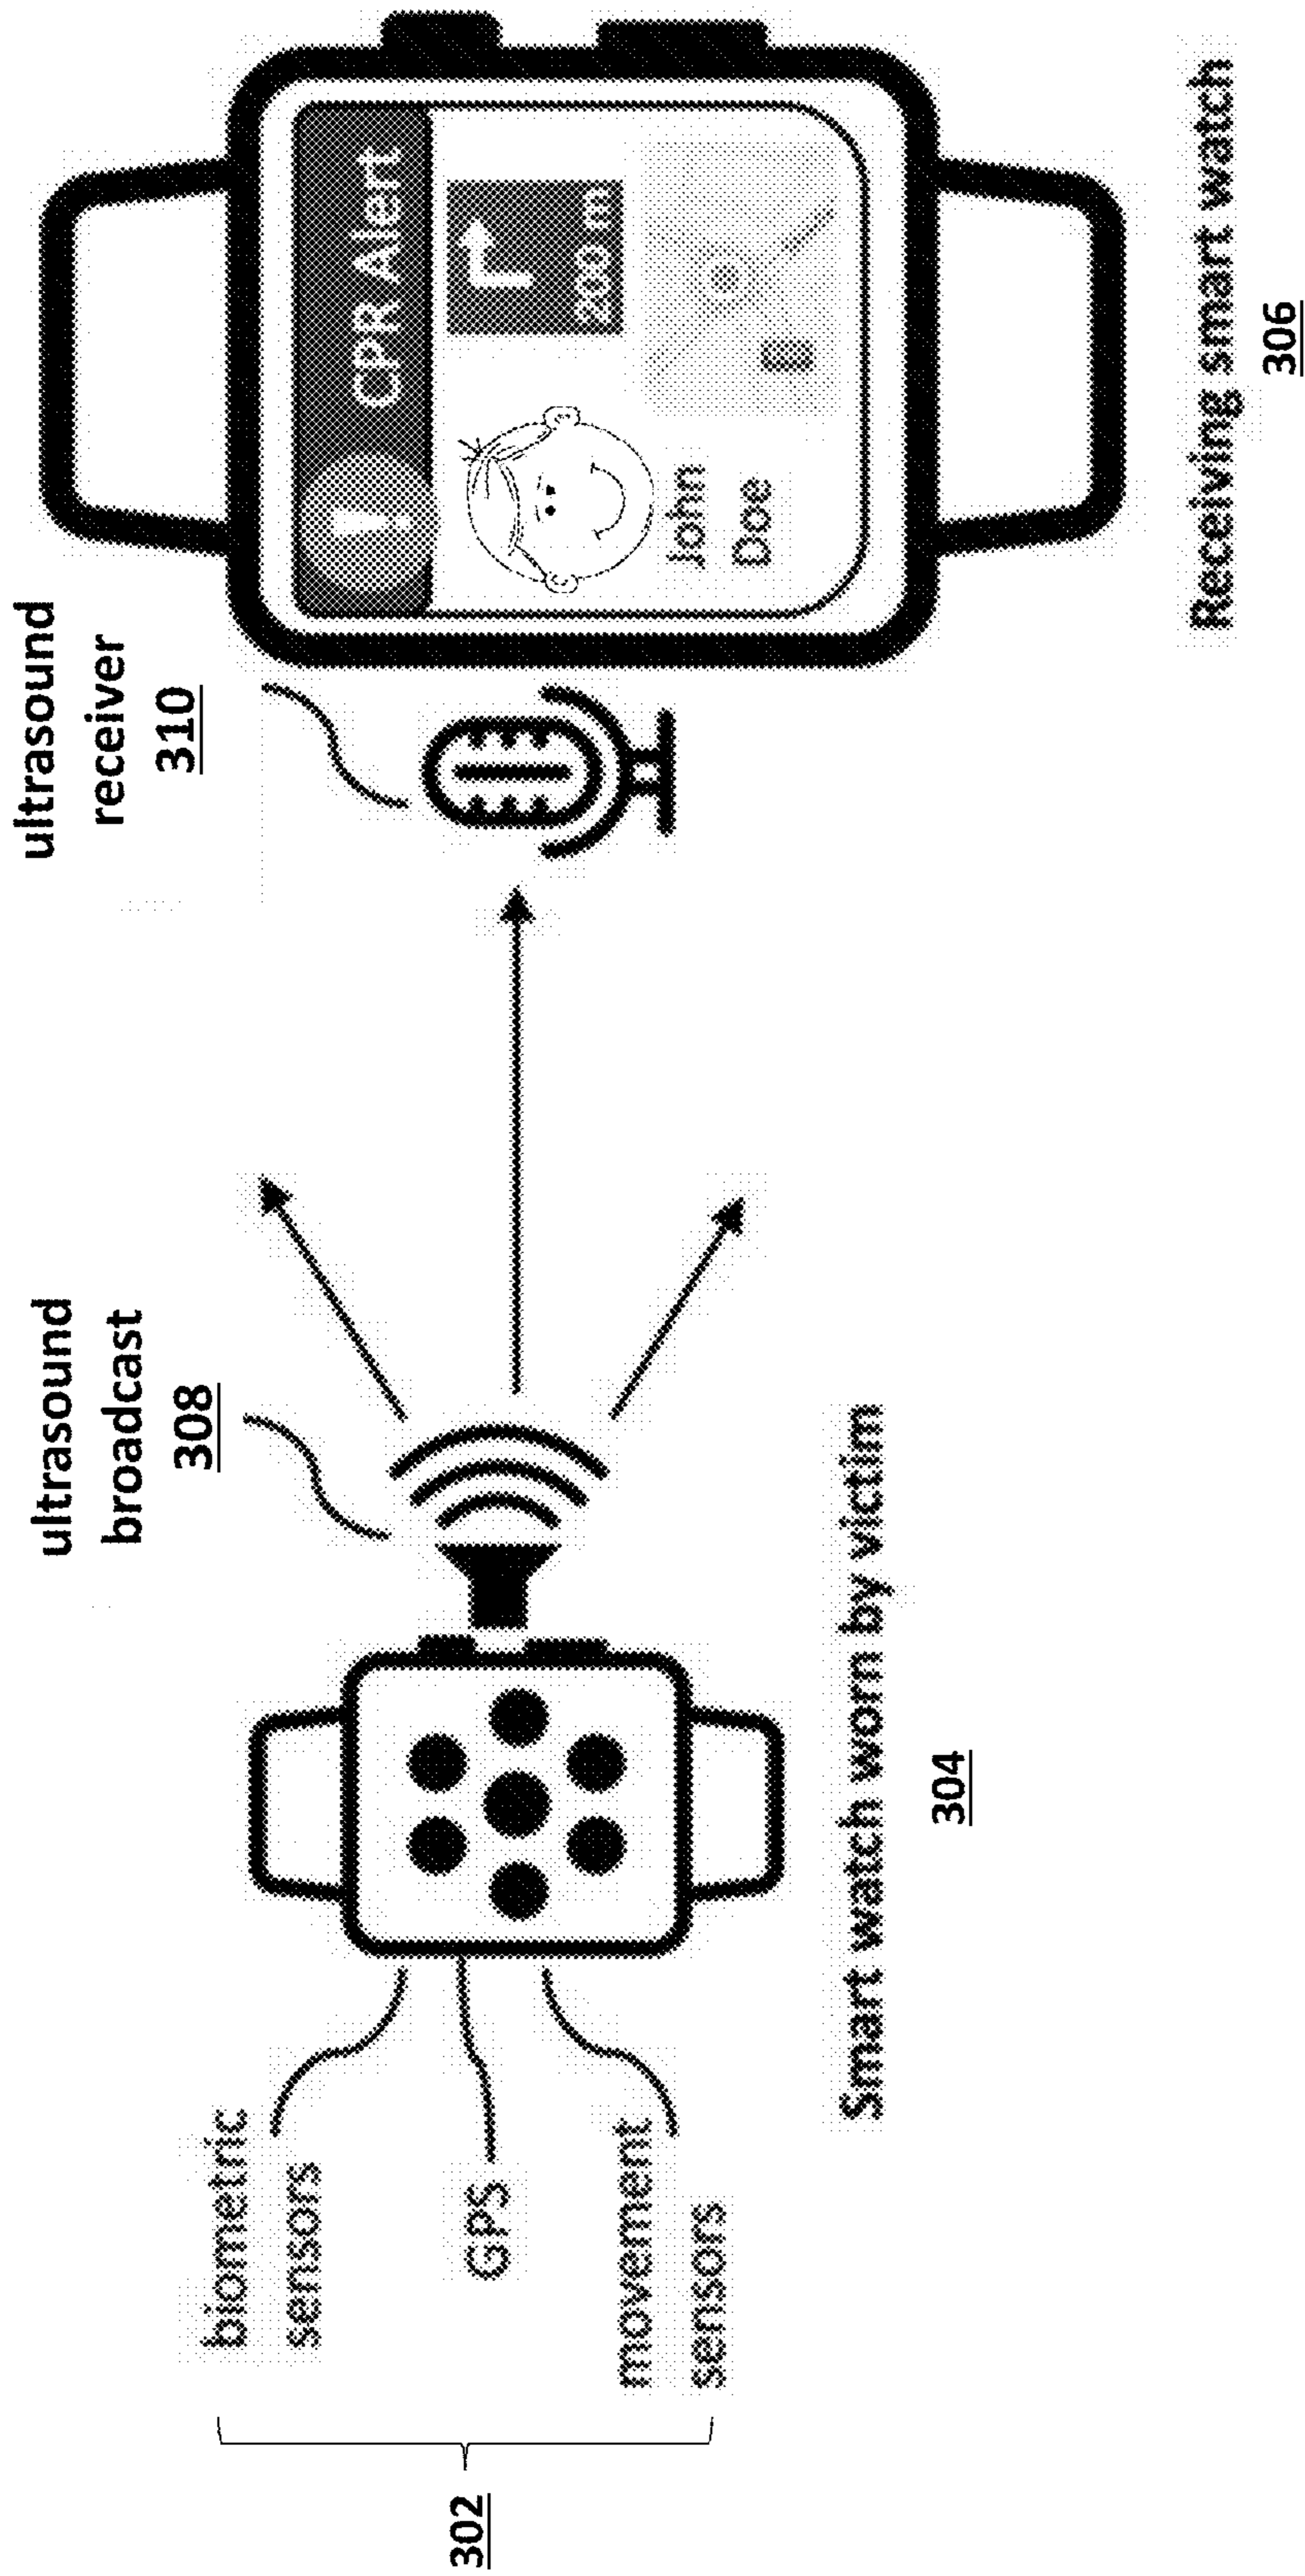 302
biometric
sensors
GPS
movement
sensors
Smart watch worn by victim
304
ultrasound
broadcast
308
ultrasound
receiver
310
! CPR Alert
John
Doe
200 m
Receiving smart watch
306